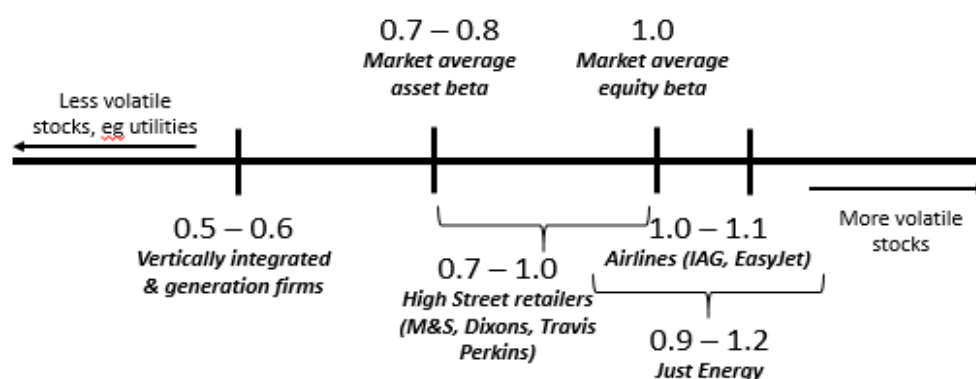 0.7 – 0.8
Market average
asset beta
1.0
Market average
equity beta
Less volatile
stocks, eg utilities
0.5 – 0.6
Vertically integrated
& generation firms
0.7 – 1.0
High Street retailers
(M&S, Dixons, Travis
Perkins)
1.0 – 1.1
Airlines (IAG, EasyJet)
More volatile
stocks
0.9 – 1.2
Just Energy